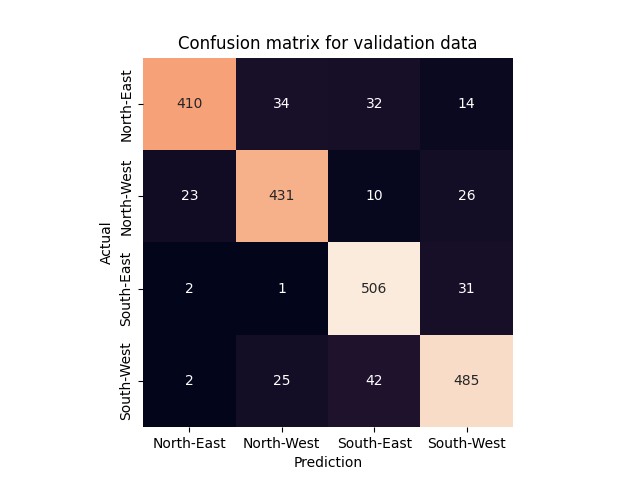 Confusion matrix for validation data
Actual
North-East 410 34 32 14
North-West 23 431 10 26
South-East 2 1 506 31
South-West 2 25 42 485
North-East North-West South-East South-West
Prediction